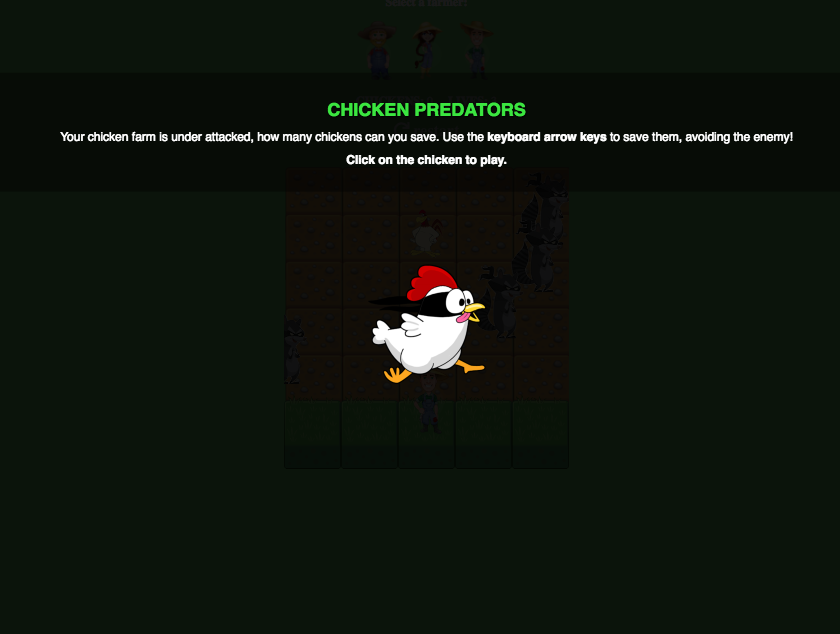 Select a farmer!
CHICKEN PREDATORS
Your chicken farm is under attacked, how many chickens can you save. Use the keyboard arrow keys to save them, avoiding the enemy!
Click on the chicken to play.